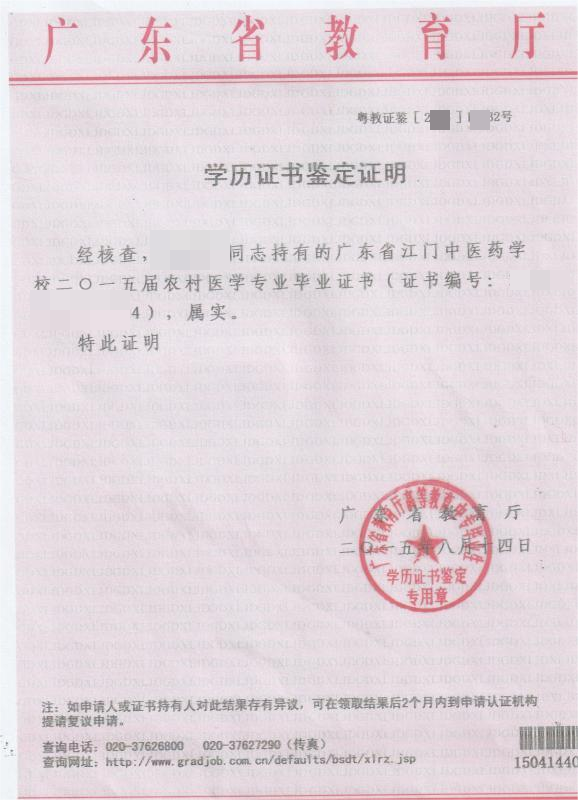 广东省教育厅
粤教证鉴[2 ] 32号
学历证书鉴定证明
经核查, 同志持有的广东省江门中医药学
校二〇一五届农村医学专业毕业证书(证书编号:
4),属实。
特此证明
广东省教育厅
二〇一五年八月十四日
学历证书鉴定
专用章
注:如申请人或证书持有人对此结果存有异议,可在领取结果后2个月内到申请认证机构
提请复议申请。
查询电话:020-37626800 020-37627290(传真)
查询网址:http://www.gradjob.com.cn/defaults/bsdt/xlrz.jsp
15041440